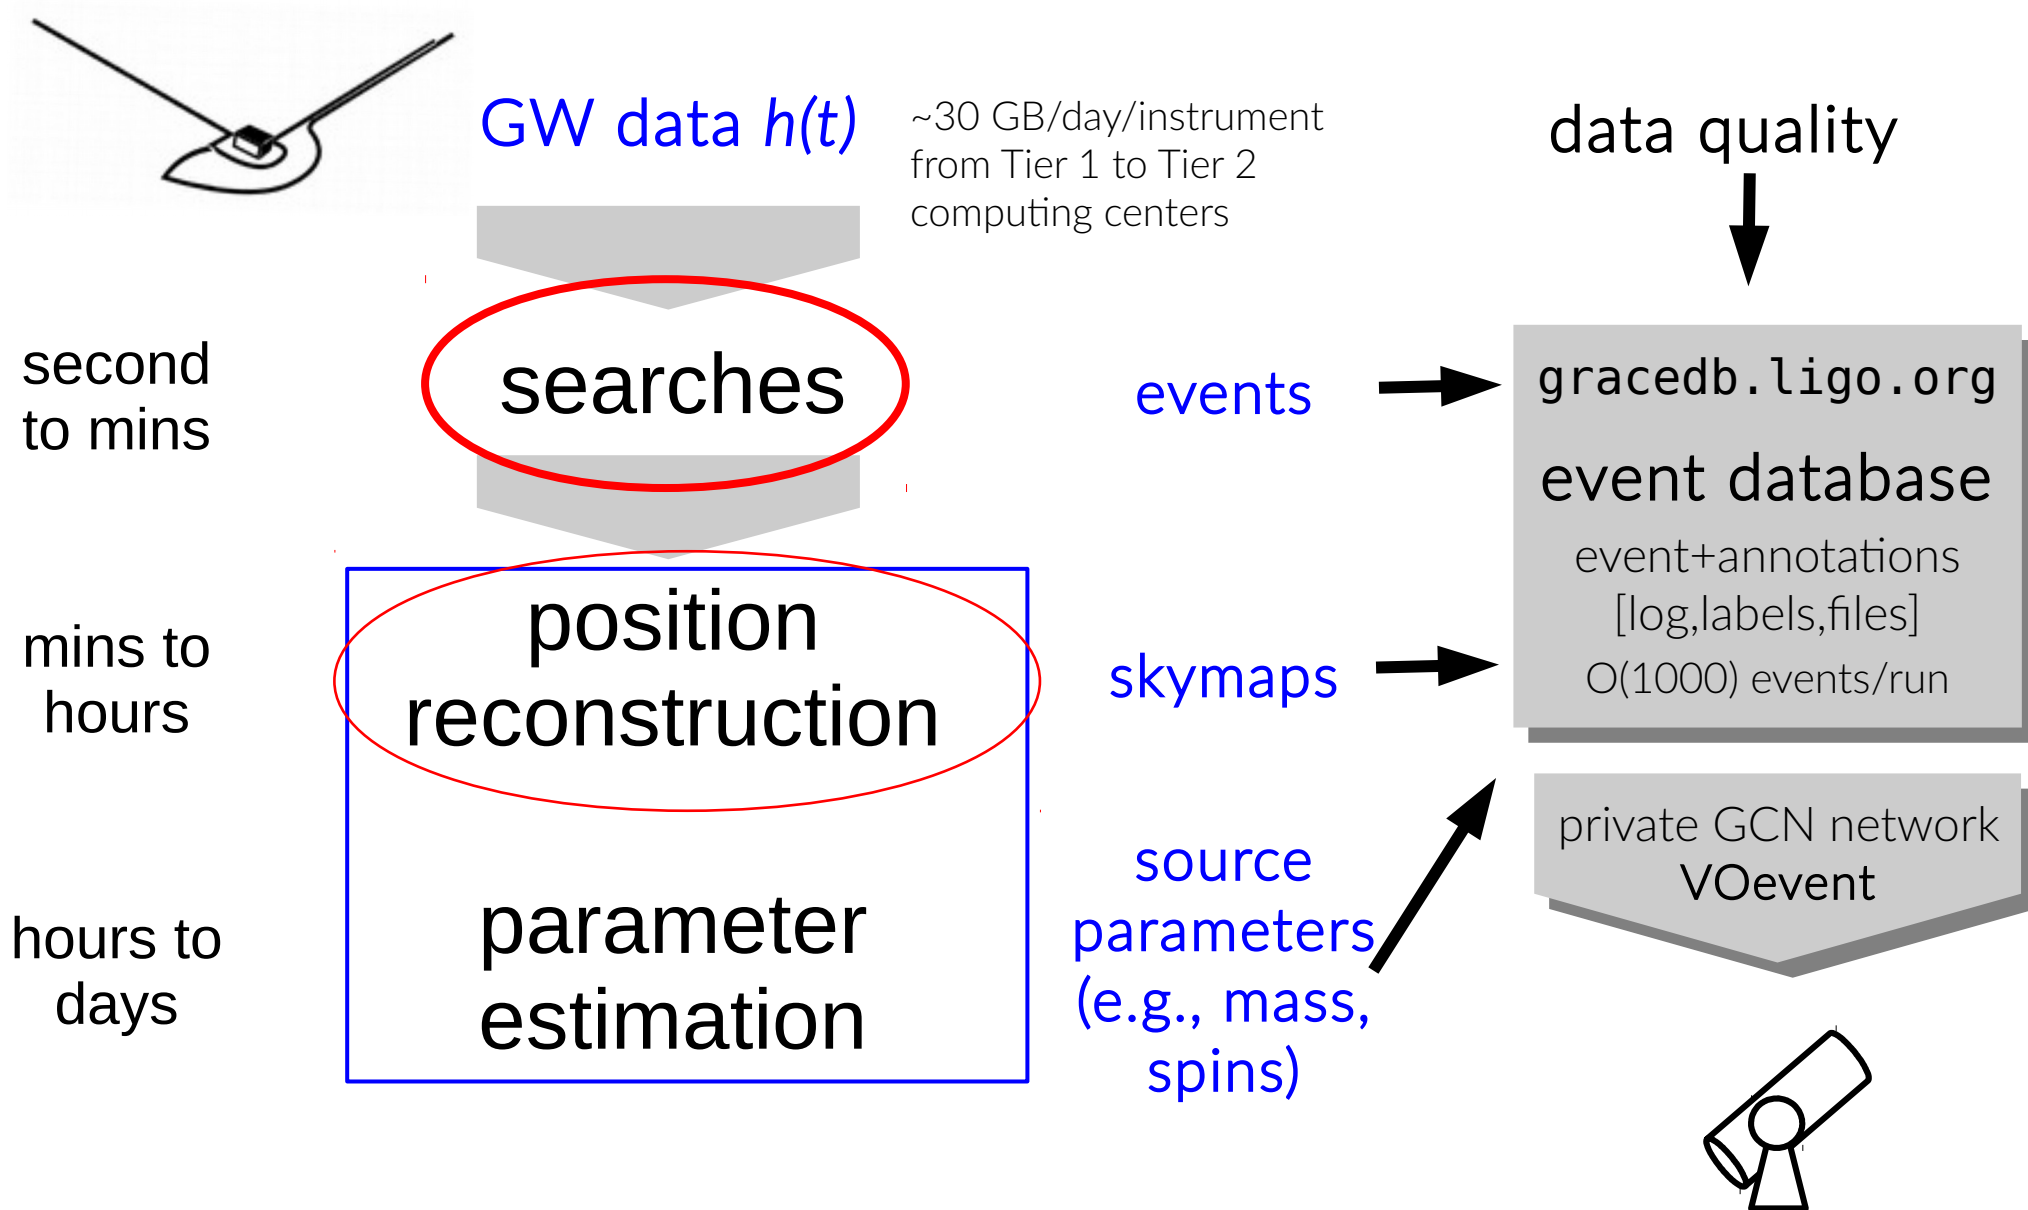 GW data h(t)
~30 GB/day/instrument
from Tier 1 to Tier 2
computing centers
data quality
second
to mins
searches
events
gracedb.ligo.org
event database
event+annotations
[log,labels,files]
O(1000) events/run
mins to
hours
position
reconstruction
skymaps
private GCN network
VOevent
hours to
days
parameter
estimation
source
parameters
(e.g., mass,
spins)